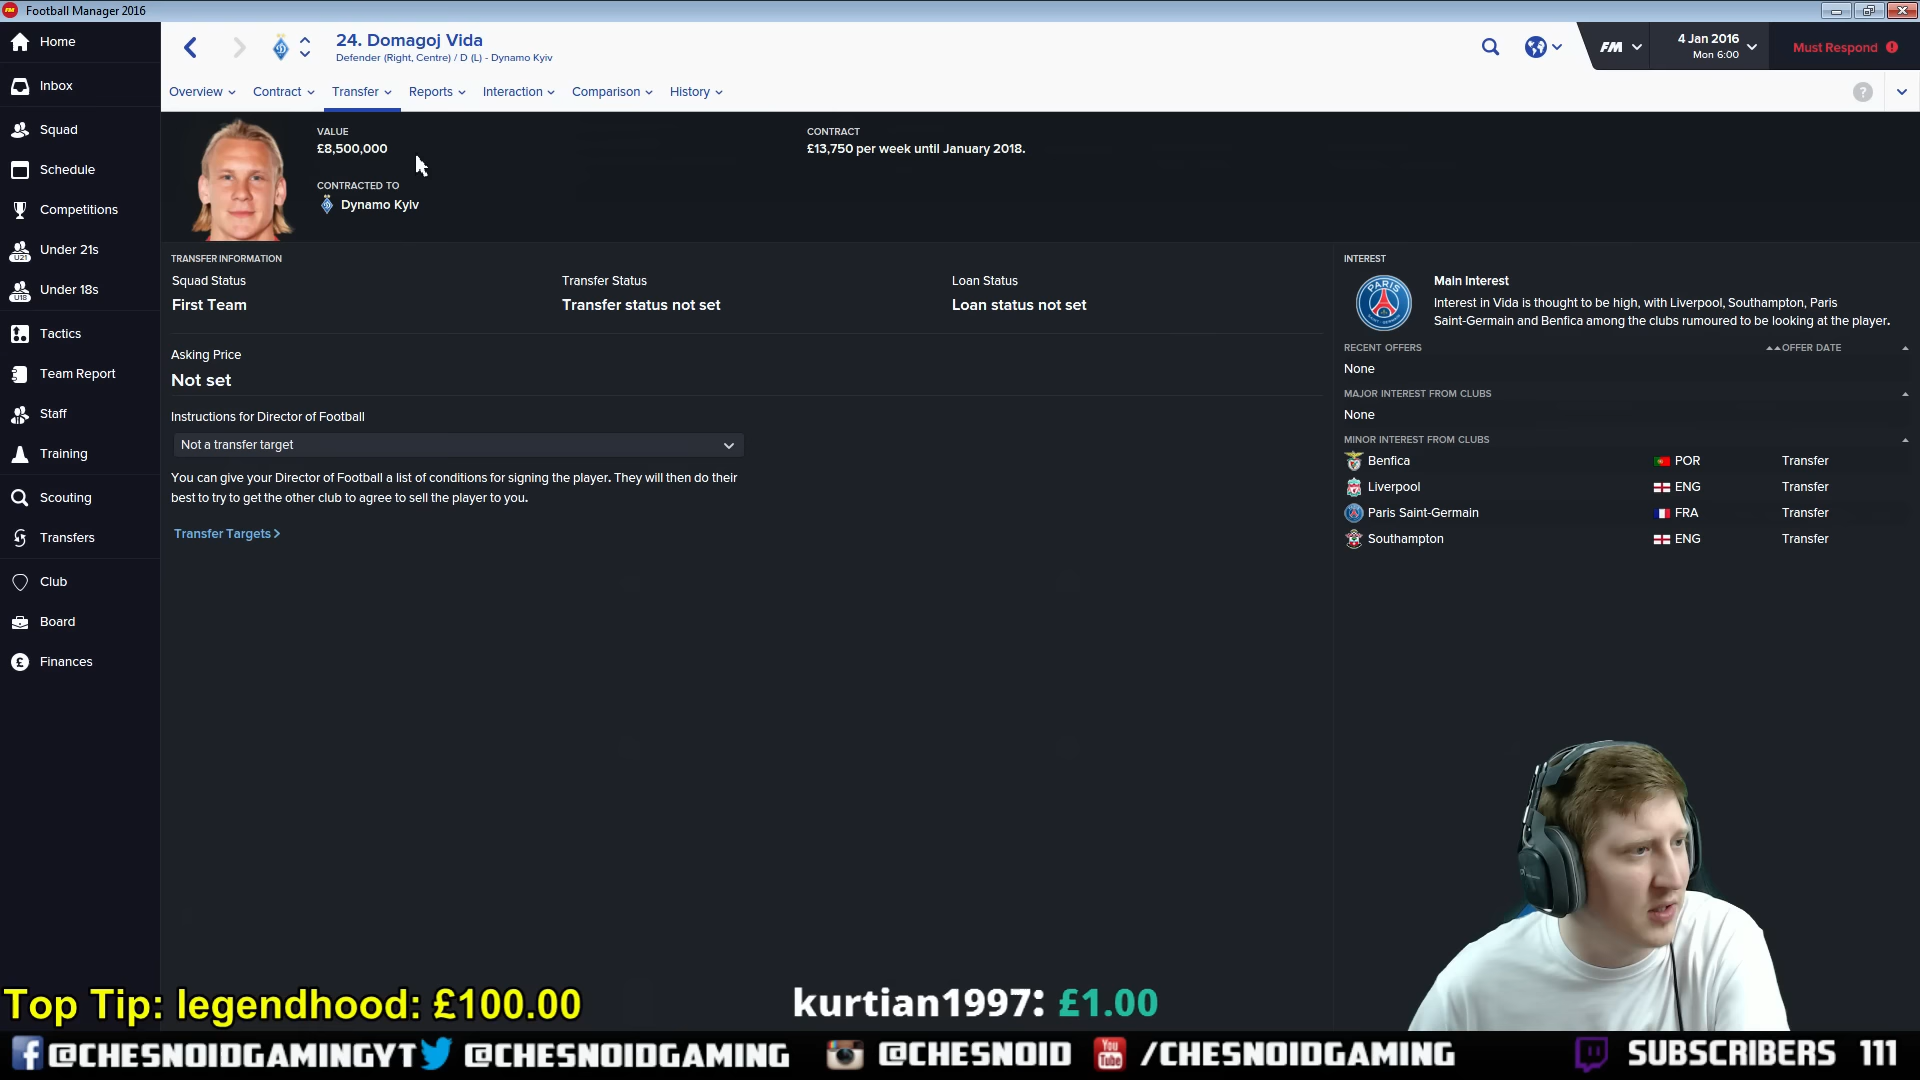 Football Manager 2016
Home
Inbox
Squad
Schedule
Competitions
Under 21s
Under 18s
Tactics
Team Report
Staff
Training
Scouting
Transfers
Club
Board
Finances
24. Domagoj Vida
Defender (Right, Centre) / D (L) - Dynamo Kyiv
FM
4 Jan 2016
Mon 6:00
Must Respond
Overview
Contract
Transfer
Reports
Interaction
Comparison
History
VALUE
£8,500,000
CONTRACTED TO
Dynamo Kyiv
CONTRACT
£13,750 per week until January 2018.
TRANSFER INFORMATION
Squad Status
First Team
Transfer Status
Transfer status not set
Loan Status
Loan status not set
Asking Price
Not set
Instructions for Director of Football
Not a transfer target
You can give your Director of Football a list of conditions for signing the player. They will then do their
best to try to get the other club to agree to sell the player to you.
Transfer Targets >
INTEREST
PARIS
Main Interest
Interest in Vida is thought to be high, with Liverpool, Southampton, Paris
Saint-Germain and Benfica among the clubs rumoured to be looking at the player.
RECENT OFFERS OFFER DATE
None
MAJOR INTEREST FROM CLUBS
None
MINOR INTEREST FROM CLUBS
Benfica POR Transfer
Liverpool ENG Transfer
Paris Saint-Germain FRA Transfer
Southampton ENG Transfer
Top Tip: legendhood: £100.00
kurtian1997: £1.00
@CHESNOIDGAMINGYT
@CHESNOIDGAMING
@CHESNOID
You Tube
/CHESNOIDGAMING
SUBSCRIBERS 111